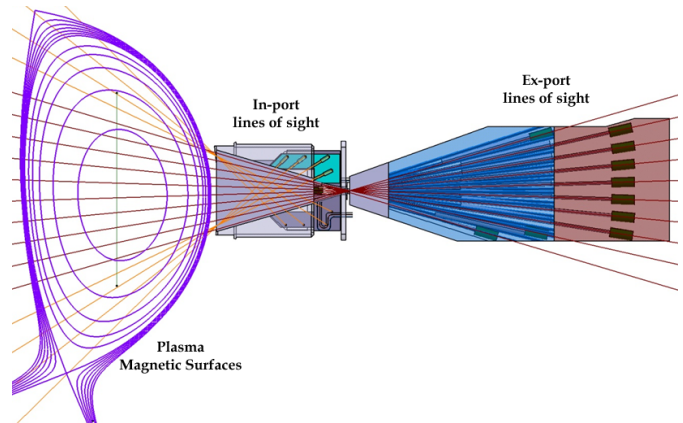 In-port
lines of sight
Ex-port
lines of sight
Plasma
Magnetic Surfaces